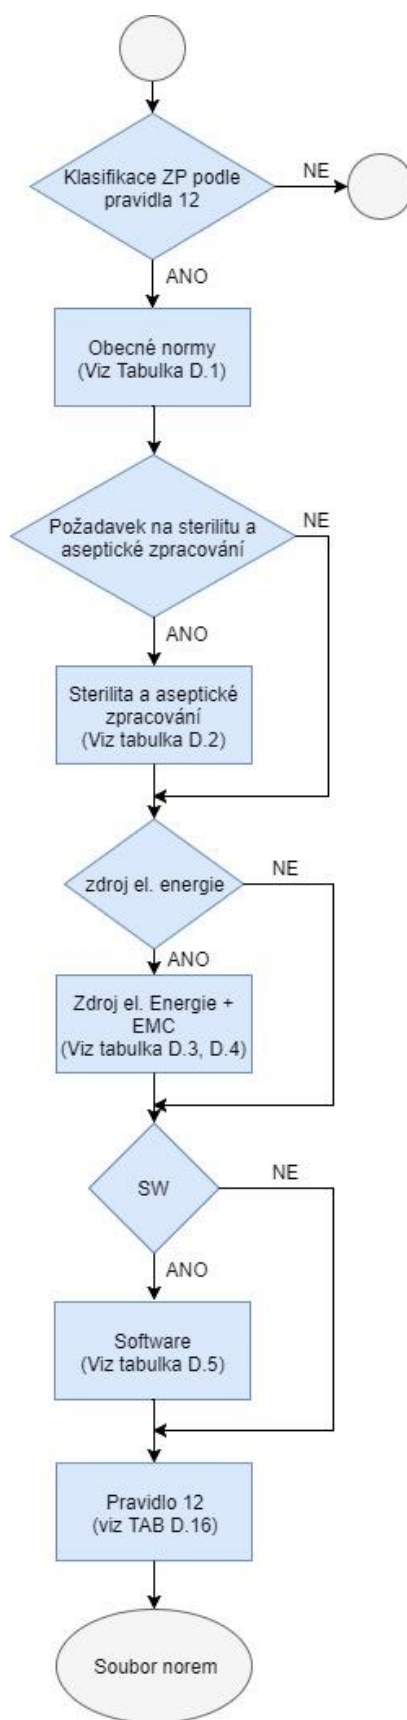 Klasifikace ZP podle
pravidla 12
NE
ANO
Obecné normy
(Viz Tabulka D.1)
Požadavek na sterilitu a
aseptické zpracování
NE
ANO
Sterilita a aseptické
zpracování
(Viz tabulka D.2)
zdroj el. energie
NE
ANO
Zdroj el. Energie +
EMC
(Viz tabulka D.3, D.4)
SW
NE
ANO
Software
(Viz tabulka D.5)
Pravidlo 12
(viz TAB D.16)
Soubor norem